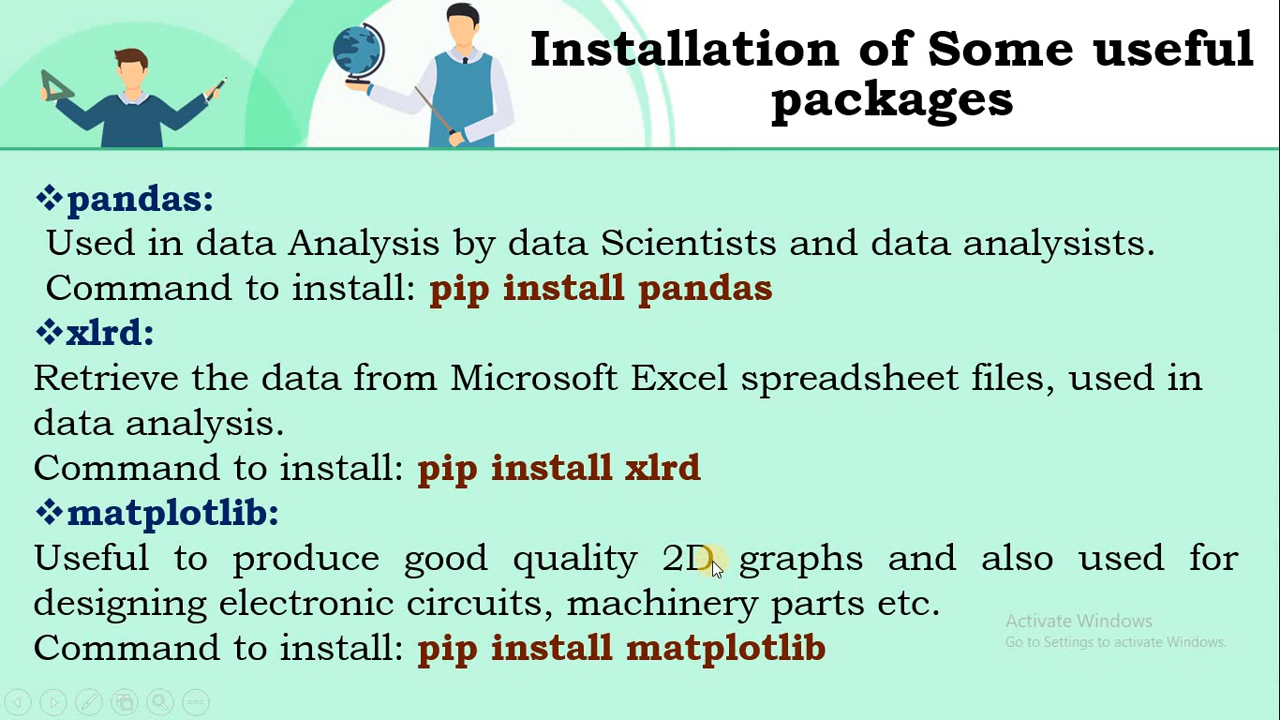 Installation of Some useful
packages
❖pandas:
Used in data Analysis by data Scientists and data analysists.
Command to install: pip install pandas
❖xlrd:
Retrieve the data from Microsoft Excel spreadsheet files, used in
data analysis.
Command to install: pip install xlrd
❖matplotlib:
Useful to produce good quality 2D graphs and also used for
designing electronic circuits, machinery parts etc.
Command to install: pip install matplotlib
Activate Windows
Go to Settings to activate Windows.